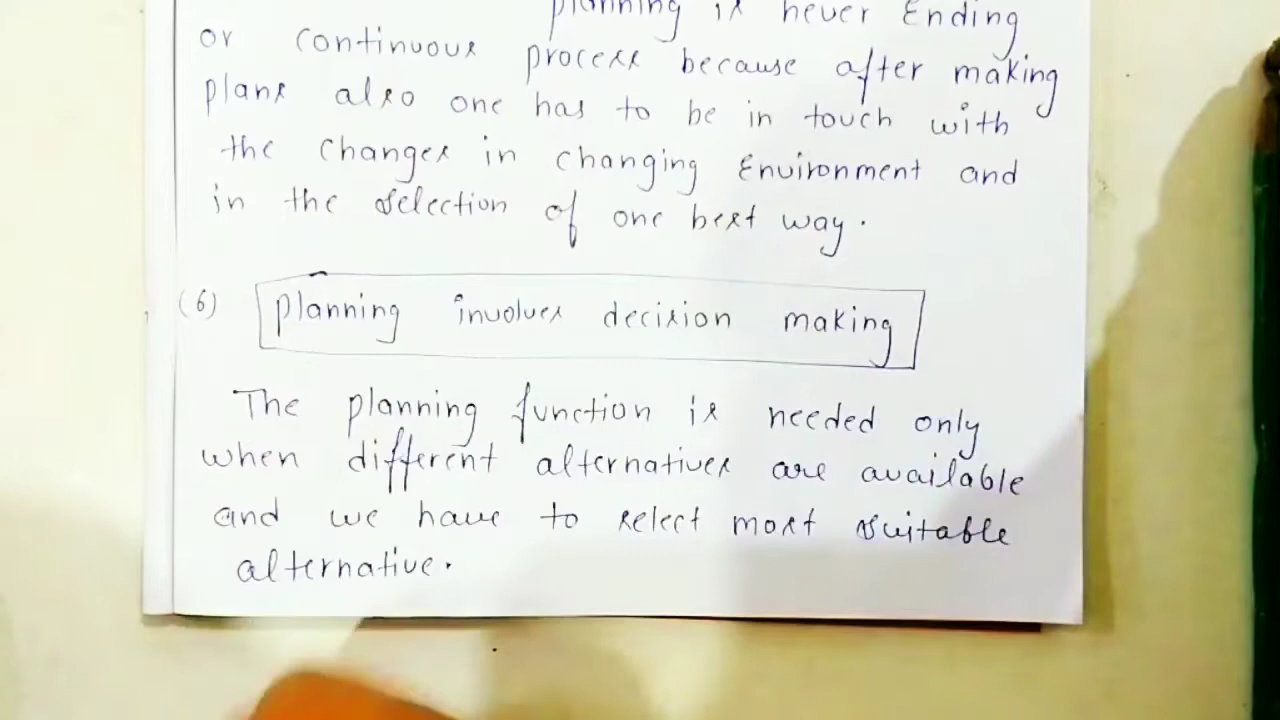 planning is never Ending
or continuous process because after making
plans also one has to be in touch with
the changes in changing Environment and
in the selection of one best way.
(6) planning involves decision making
The planning function is needed only
when different alternatives are available
and we have to select most suitable
alternative.